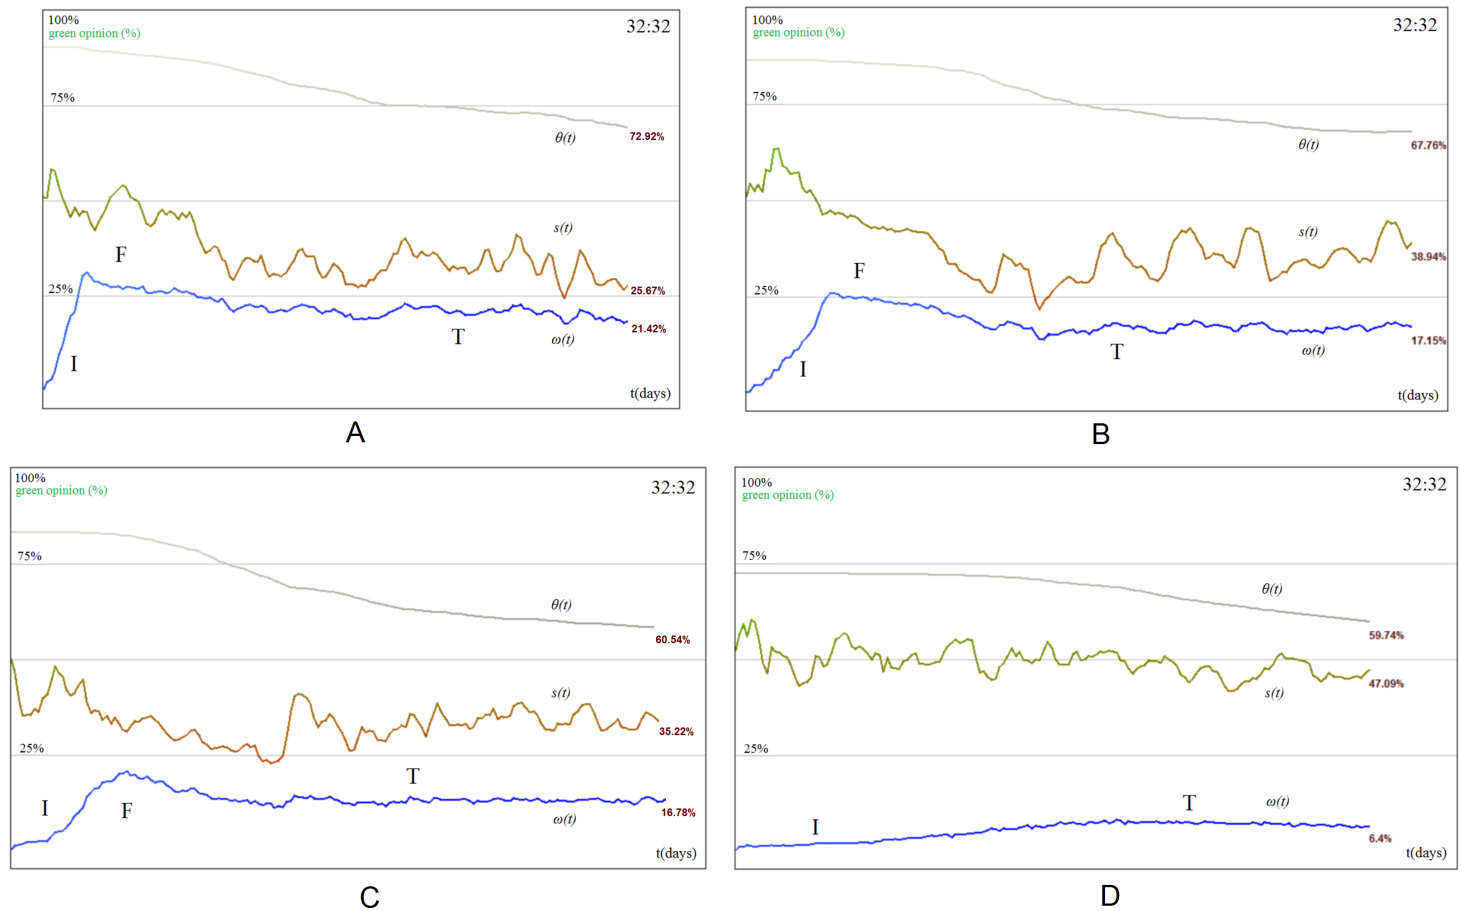 100%
green opinion (%)
32:32
75%
θ(t)
72.92%
s(t)
F
25%
25.67%
21.42%
T
ω(t)
I
t(days)
A
100%
green opinion (%)
32:32
75%
θ(t)
67.76%
s(t)
38.94%
F
25%
17.15%
T
ω(t)
I
t(days)
B
100%
green opinion (%)
32:32
75%
θ(t)
60.54%
s(t)
35.22%
25%
T
I
F
16.78%
ω(t)
t(days)
C
100%
green opinion (%)
32:32
75%
θ(t)
59.74%
47.09%
s(t)
25%
T
ω(t)
I
6.4%
t(days)
D